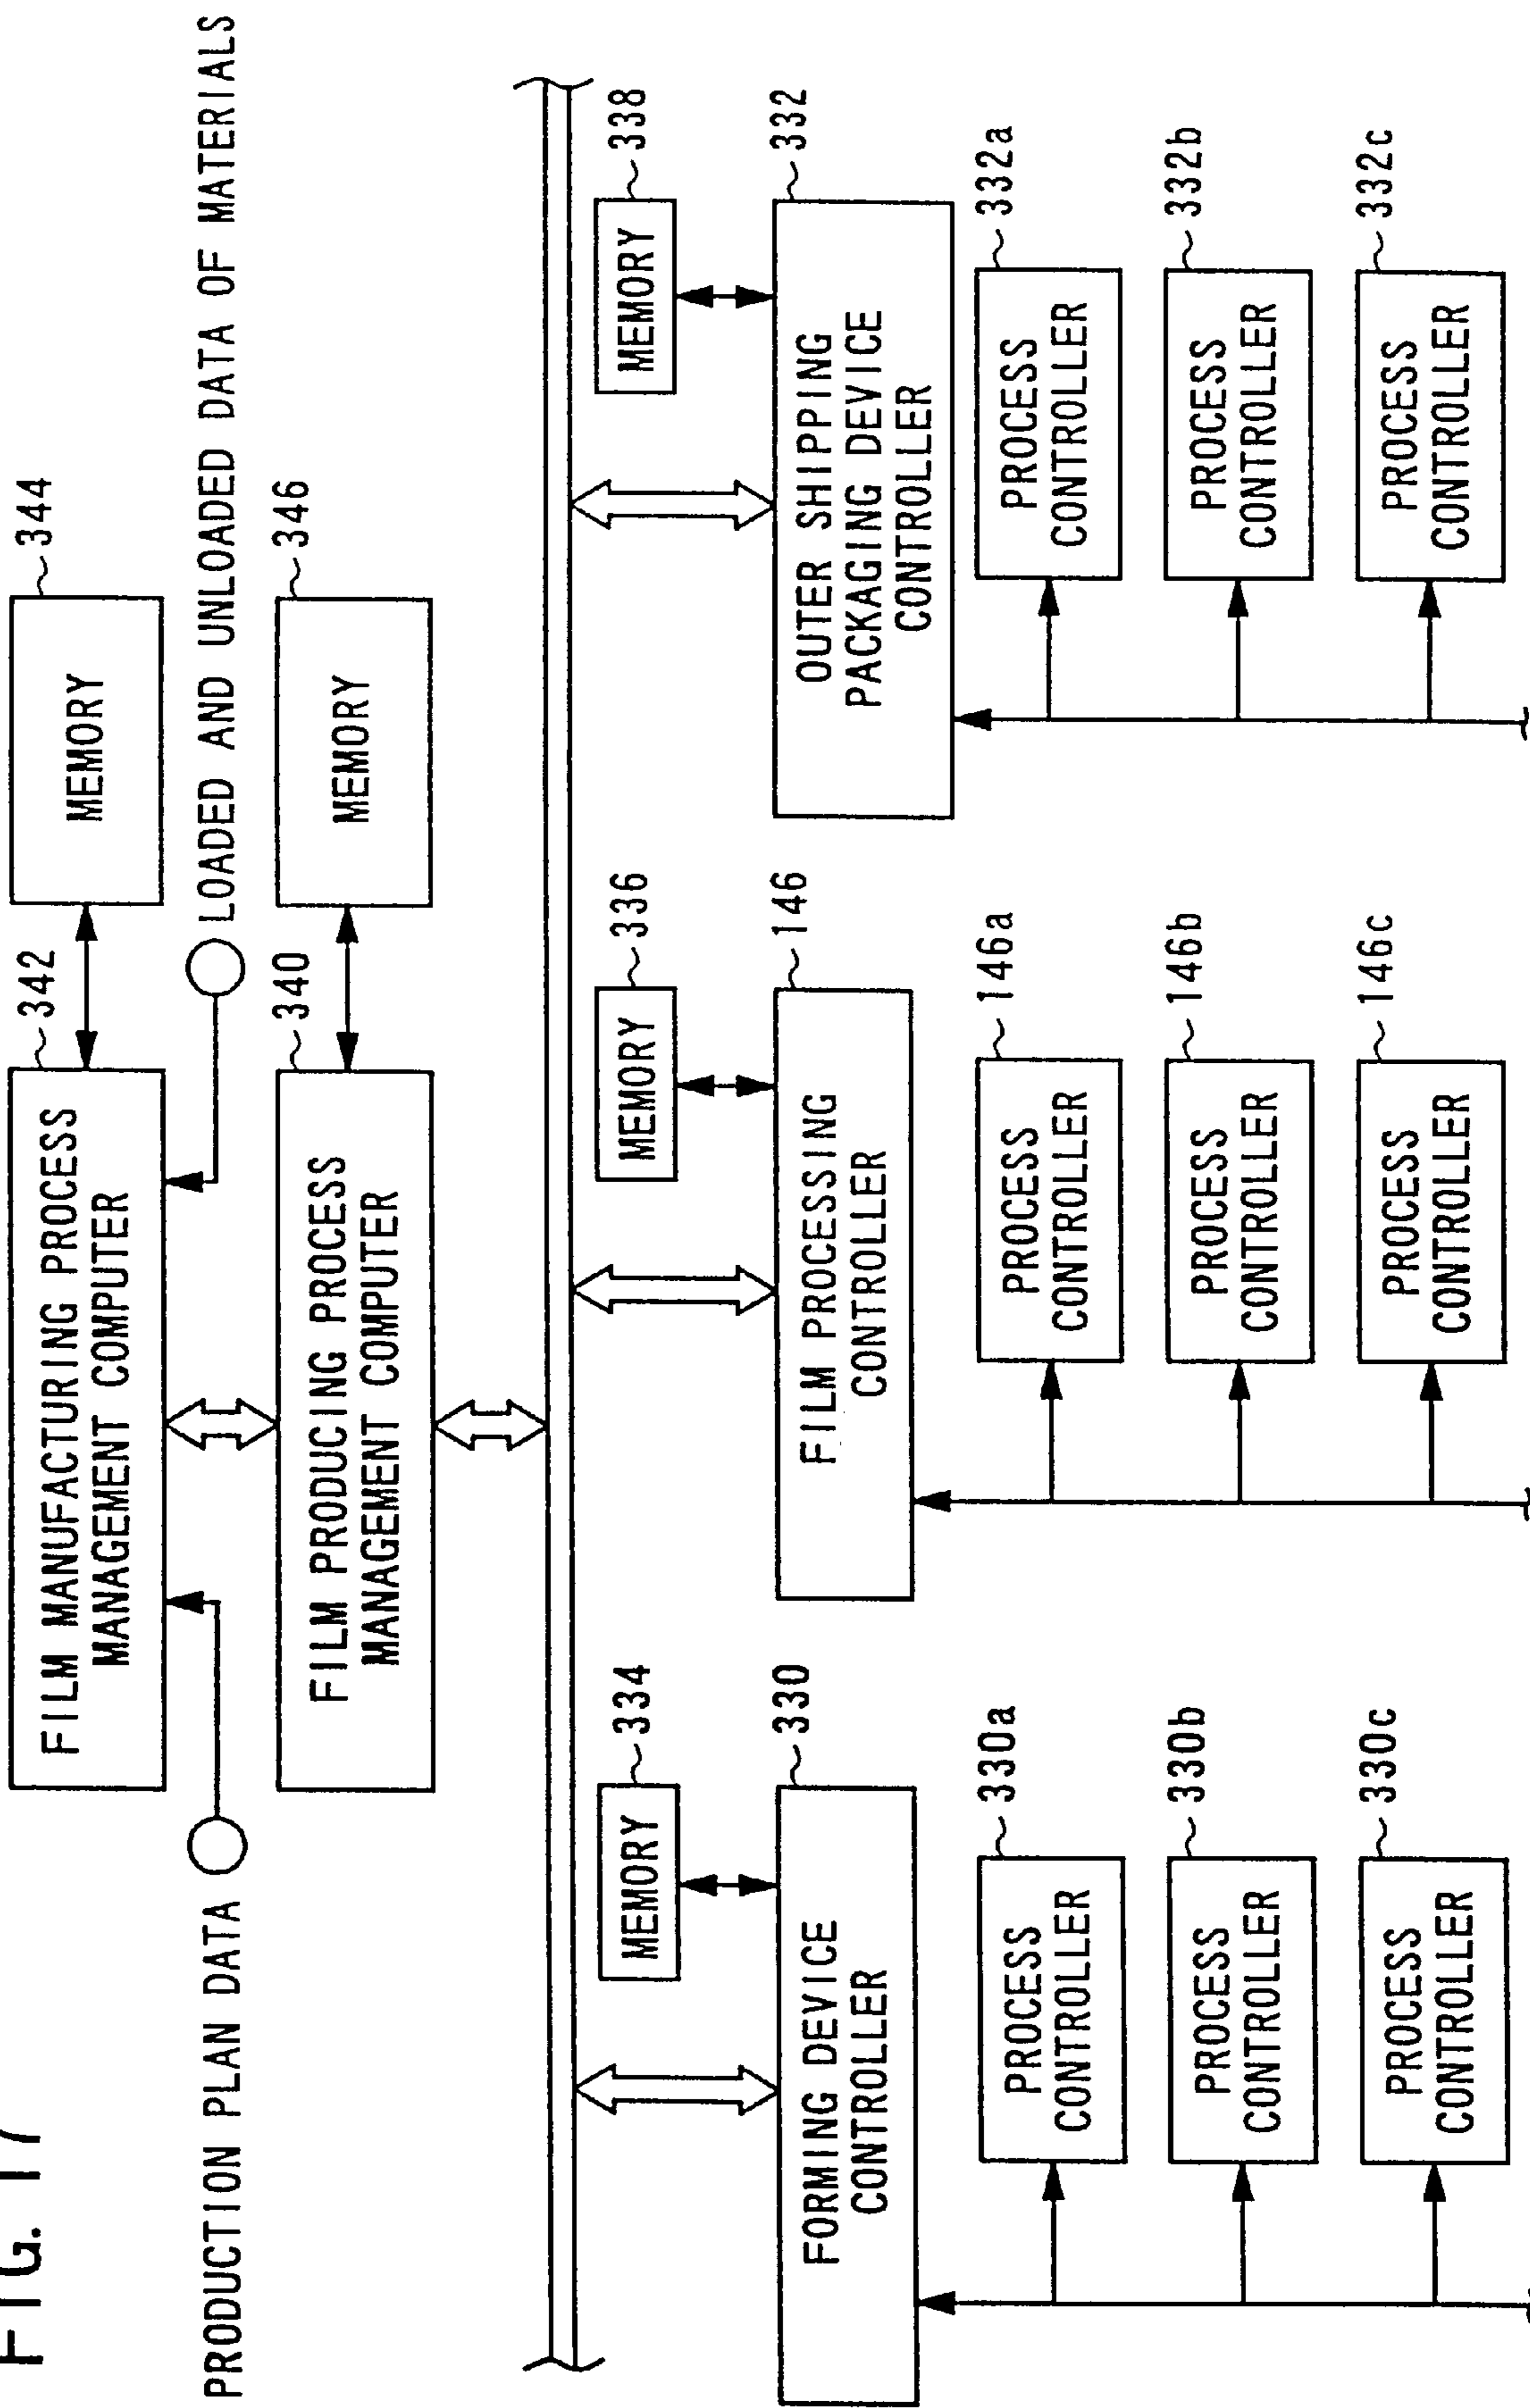 FIG. 17
PRODUCTION PLAN DATA
LOADED AND UNLOADED DATA OF MATERIALS
FILM MANUFACTURING PROCESS
MANAGEMENT COMPUTER
342
MEMORY
344
FILM PRODUCING PROCESS
MANAGEMENT COMPUTER
340
MEMORY
346
MEMORY
334
FORMING DEVICE
CONTROLLER
330
PROCESS
CONTROLLER
330a
PROCESS
CONTROLLER
330b
PROCESS
CONTROLLER
330c
MEMORY
336
FILM PROCESSING
CONTROLLER
146
PROCESS
CONTROLLER
146a
PROCESS
CONTROLLER
146b
PROCESS
CONTROLLER
146c
MEMORY
338
OUTER SHIPPING
PACKAGING DEVICE
CONTROLLER
332
PROCESS
CONTROLLER
332a
PROCESS
CONTROLLER
332b
PROCESS
CONTROLLER
332c